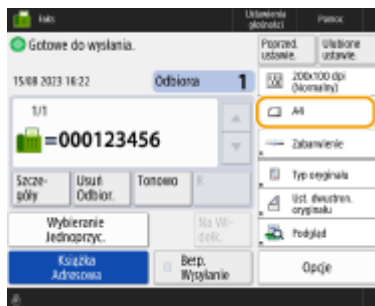 Faks
Ustawienia głośności
Pomoc
Gotowe do wysłania.
Poprzed. ustawie.
Ulubione ustawie.
15/08 2023 16:22
Odbiorca 1
200x100 dpi (Normalny)
1/1
A4
=000123456
Zabarwienie
Typ oryginału
Szcze-
góły
Usuń
Odbior.
Tonowo
R
Ust. dwustron.
oryginału
Wybieranie
Jednoprzyc.
Na Wi-
delk.
Podgląd
Książka
Adresowa
Bezp.
Wysyłanie
Opcje